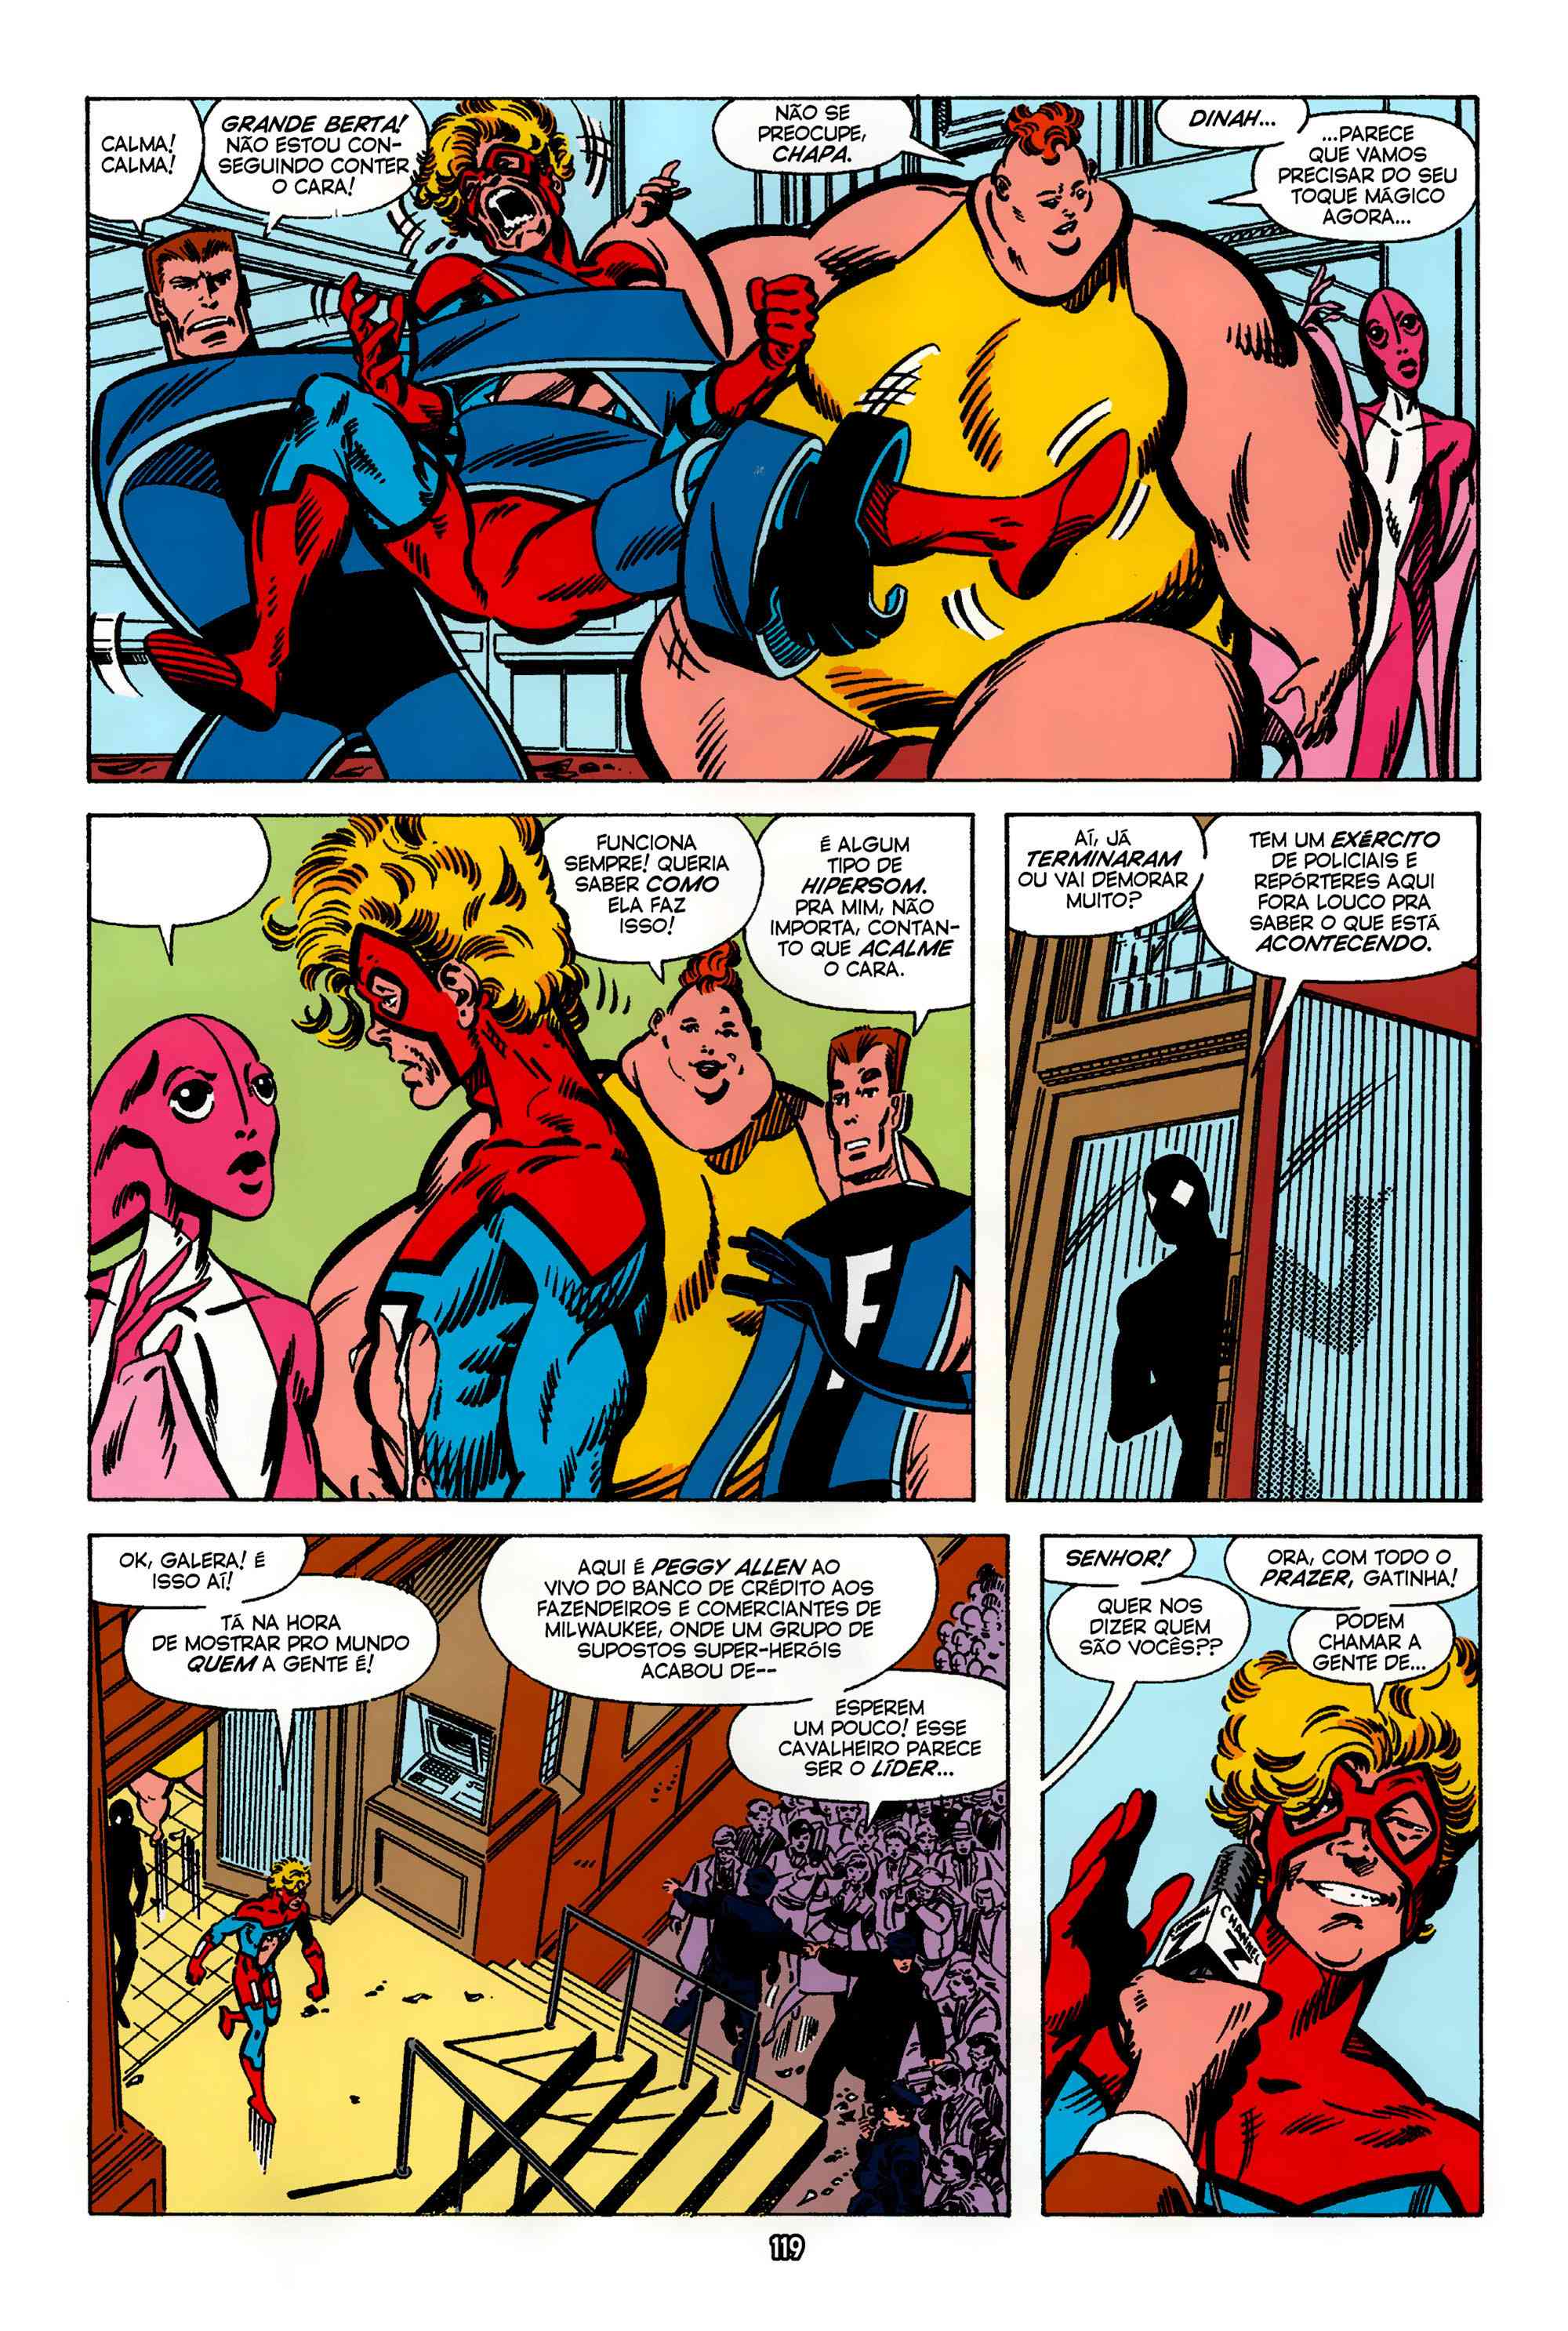 CALMA!
CALMA!
GRANDE BERTA!
NÃO ESTOU CON-
SEGUINDO CONTER
O CARA!
NÃO SE
PREOCUPE,
CHAPA.
DINAH...
...PARECE
QUE VAMOS
PRECISAR DO SEU
TOQUE MÁGICO
AGORA...
FUNCIONA
SEMPRE! QUERIA
SABER COMO
ELA FAZ
ISSO!
É ALGUM
TIPO DE
HIPERSOM.
PRA MIM, NÃO
IMPORTA, CONTAN-
TO QUE ACALME
O CARA.
F
AÍ, JÁ
TERMINARAM
OU VAI DEMORAR
MUITO?
TEM UM EXÉRCITO
DE POLICIAIS E
REPÓRTERES AQUI
FORA LOUCO PRA
SABER O QUE ESTÁ
ACONTECENDO.
OK, GALERA! É
ISSO AÍ!
TÁ NA HORA
DE MOSTRAR PRO MUNDO
QUEM A GENTE É!
AQUI É PEGGY ALLEN AO
VIVO DO BANCO DE CRÉDITO AOS
FAZENDEIROS E COMERCIANTES DE
MILWAUKEE, ONDE UM GRUPO DE
SUPOSTOS SUPER-HERÓIS
ACABOU DE--
ESPEREM
UM POUCO! ESSE
CAVALHEIRO PARECE
SER O LÍDER...
SENHOR!
QUER NOS
DIZER QUEM
SÃO VOCÊS??
ORA, COM TODO O
PRAZER, GATINHA!
PODEM
CHAMAR A
GENTE DE...
CHANNEL
Z
CHANNEL
Z
119